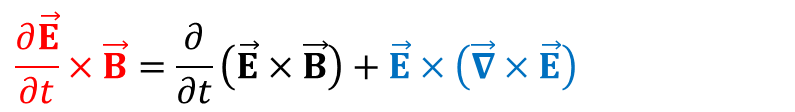 ∂E⃗/∂t × B⃗ = ∂/∂t (E⃗ × B⃗) + E⃗ × (∇⃗ × E⃗)